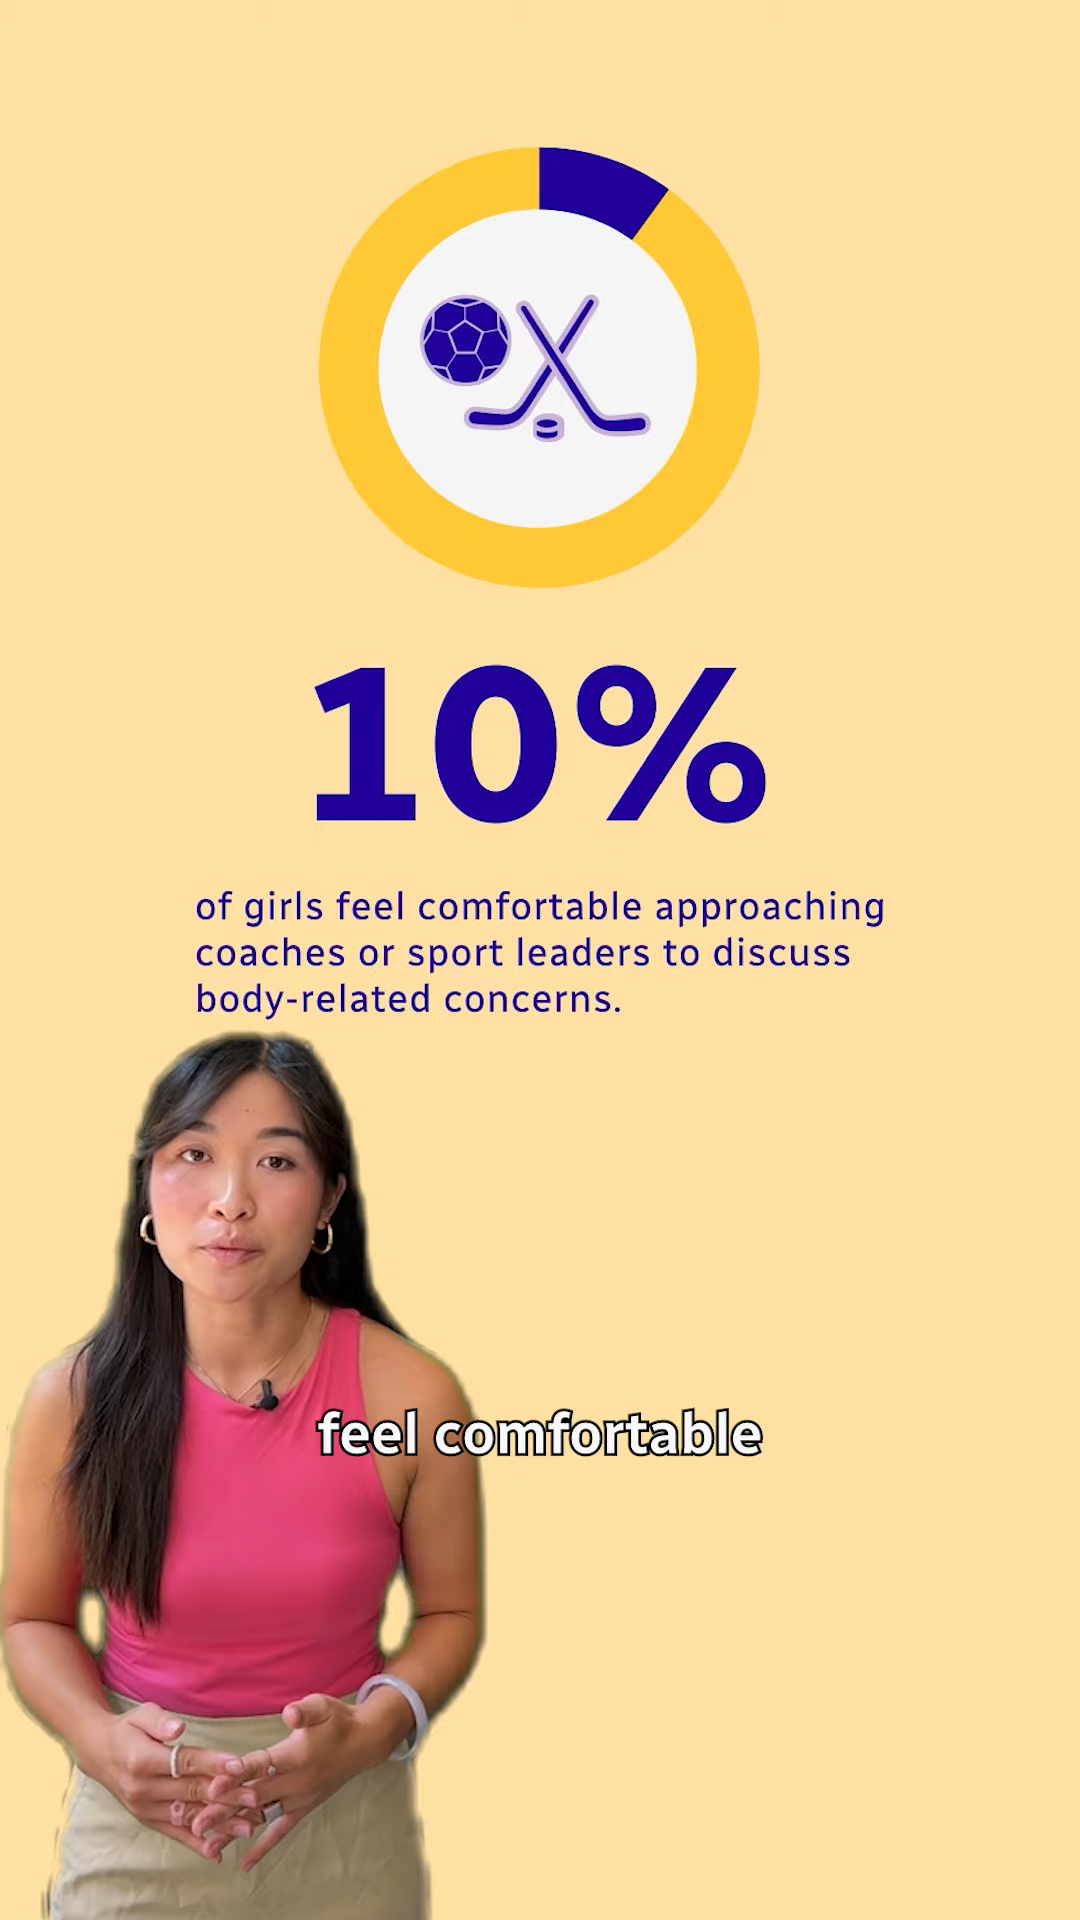 10%
of girls feel comfortable approaching
coaches or sport leaders to discuss
body-related concerns.
feel comfortable